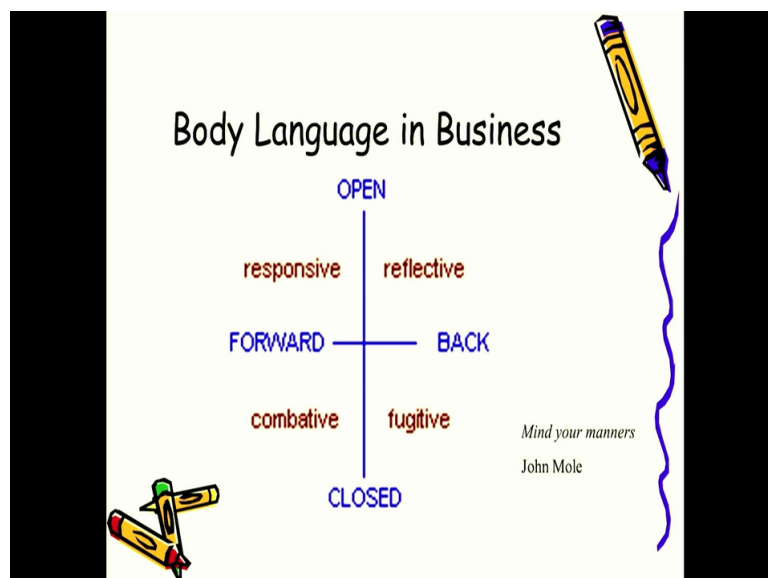 Body Language in Business
OPEN
responsive reflective
FORWARD BACK
combative fugitive
Mind your manners
John Mole
CLOSED